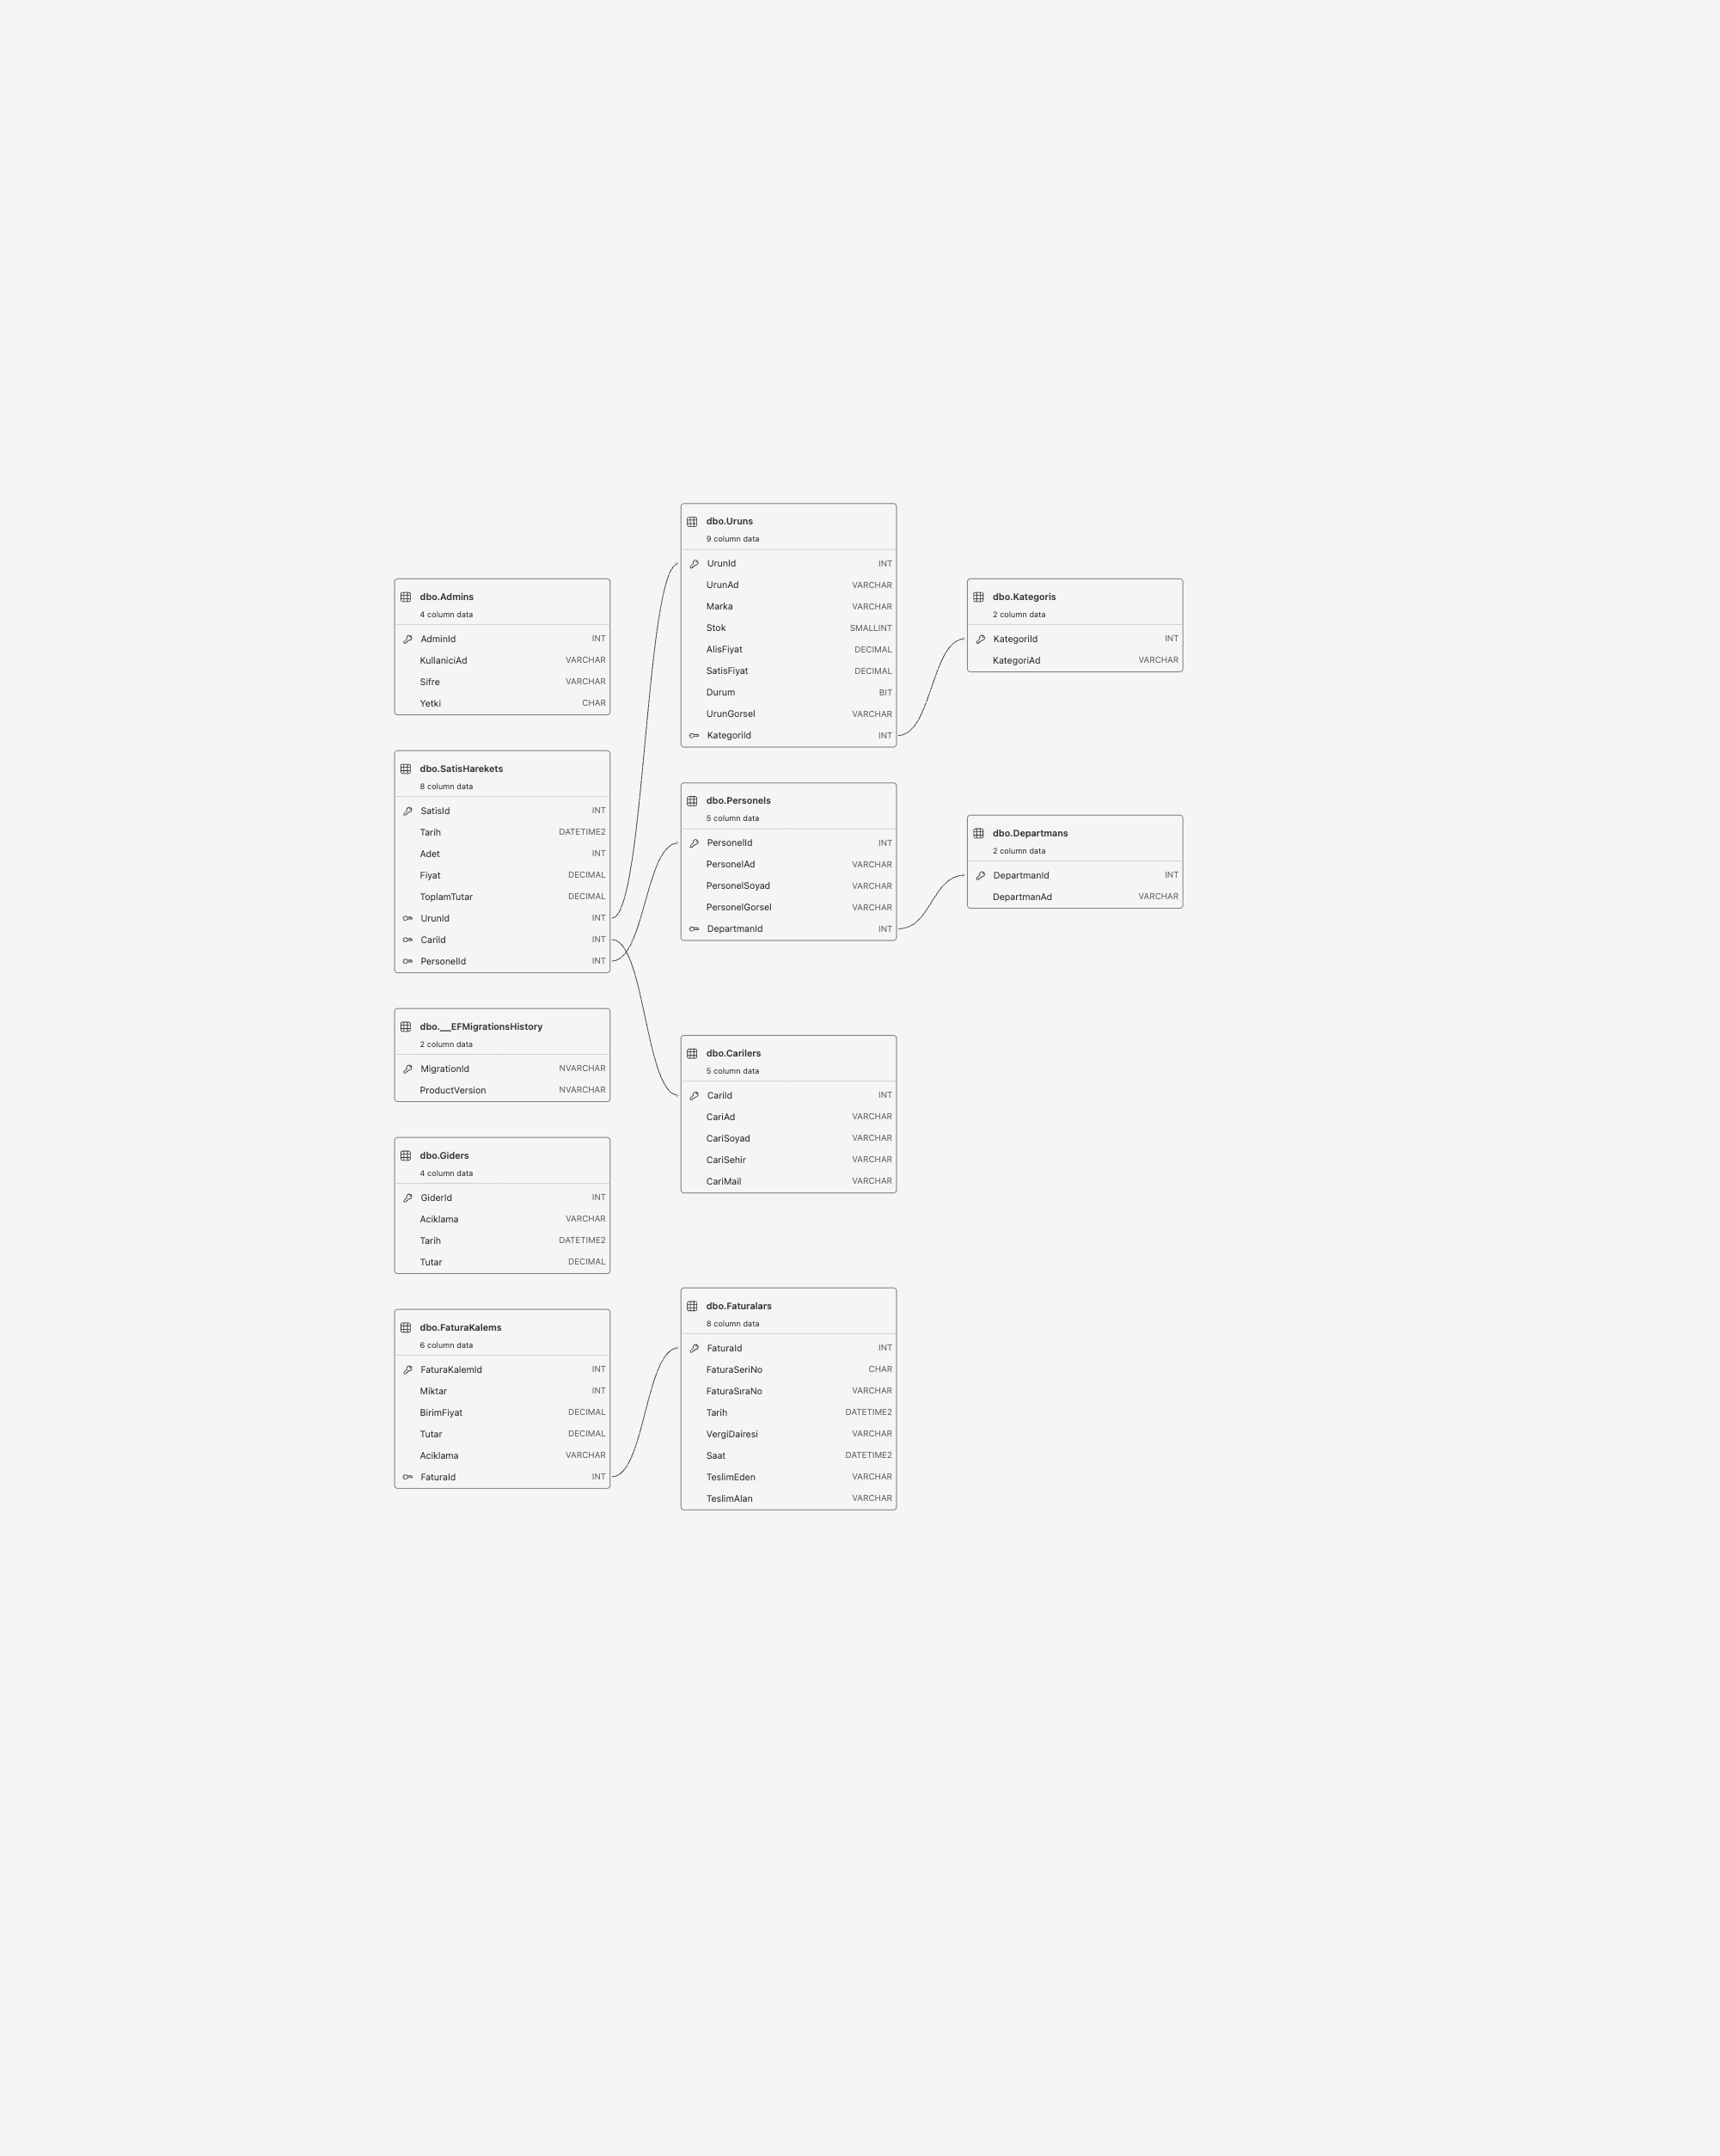 dbo.Admins
4 column data
AdminId INT
KullaniciAd VARCHAR
Sifre VARCHAR
Yetki CHAR
dbo.SatisHarekets
8 column data
SatisId INT
Tarih DATETIME2
Adet INT
Fiyat DECIMAL
ToplamTutar DECIMAL
UrunId INT
CariId INT
PersonelId INT
dbo.__EFMigrationsHistory
2 column data
MigrationId NVARCHAR
ProductVersion NVARCHAR
dbo.Giders
4 column data
GiderId INT
Aciklama VARCHAR
Tarih DATETIME2
Tutar DECIMAL
dbo.FaturaKalems
6 column data
FaturaKalemId INT
Miktar INT
BirimFiyat DECIMAL
Tutar DECIMAL
Aciklama VARCHAR
FaturaId INT
dbo.Uruns
9 column data
UrunId INT
UrunAd VARCHAR
Marka VARCHAR
Stok SMALLINT
AlisFiyat DECIMAL
SatisFiyat DECIMAL
Durum BIT
UrunGorsel VARCHAR
KategoriId INT
dbo.Personels
5 column data
PersonelId INT
PersonelAd VARCHAR
PersonelSoyad VARCHAR
PersonelGorsel VARCHAR
DepartmanId INT
dbo.Carilers
5 column data
CariId INT
CariAd VARCHAR
CariSoyad VARCHAR
CariSehir VARCHAR
CariMail VARCHAR
dbo.Faturalars
8 column data
FaturaId INT
FaturaSeriNo CHAR
FaturaSıraNo VARCHAR
Tarih DATETIME2
VergiDairesi VARCHAR
Saat DATETIME2
TeslimEden VARCHAR
TeslimAlan VARCHAR
dbo.Kategoris
2 column data
KategoriId INT
KategoriAd VARCHAR
dbo.Departmans
2 column data
DepartmanId INT
DepartmanAd VARCHAR